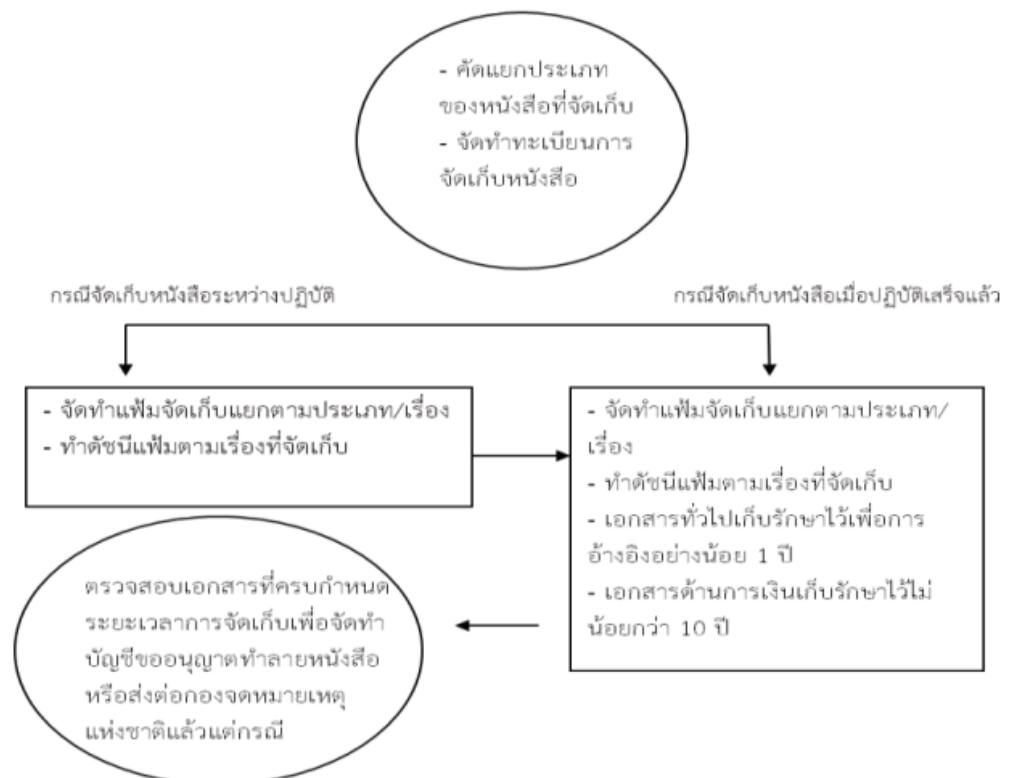 - คัดแยกประเภท
ของหนังสือที่จัดเก็บ
- จัดทำทะเบียนการ
จัดเก็บหนังสือ
กรณีจัดเก็บหนังสือระหว่างปฏิบัติ
กรณีจัดเก็บหนังสือเมื่อปฏิบัติเสร็จแล้ว
- จัดทำแฟ้มจัดเก็บแยกตามประเภท/เรื่อง
- ทำดัชนีแฟ้มตามเรื่องที่จัดเก็บ
- จัดทำแฟ้มจัดเก็บแยกตามประเภท/
เรื่อง
- ทำดัชนีแฟ้มตามเรื่องที่จัดเก็บ
- เอกสารทั่วไปเก็บรักษาไว้เพื่อการ
อ้างอิงอย่างน้อย 1 ปี
- เอกสารด้านการเงินเก็บรักษาไว้ไม่
น้อยกว่า 10 ปี
ตรวจสอบเอกสารที่ครบกำหนด
ระยะเวลาการจัดเก็บเพื่อจัดทำ
บัญชีขออนุญาตทำลายหนังสือ
หรือส่งต่อกองจดหมายเหตุ
แห่งชาติแล้วแต่กรณี